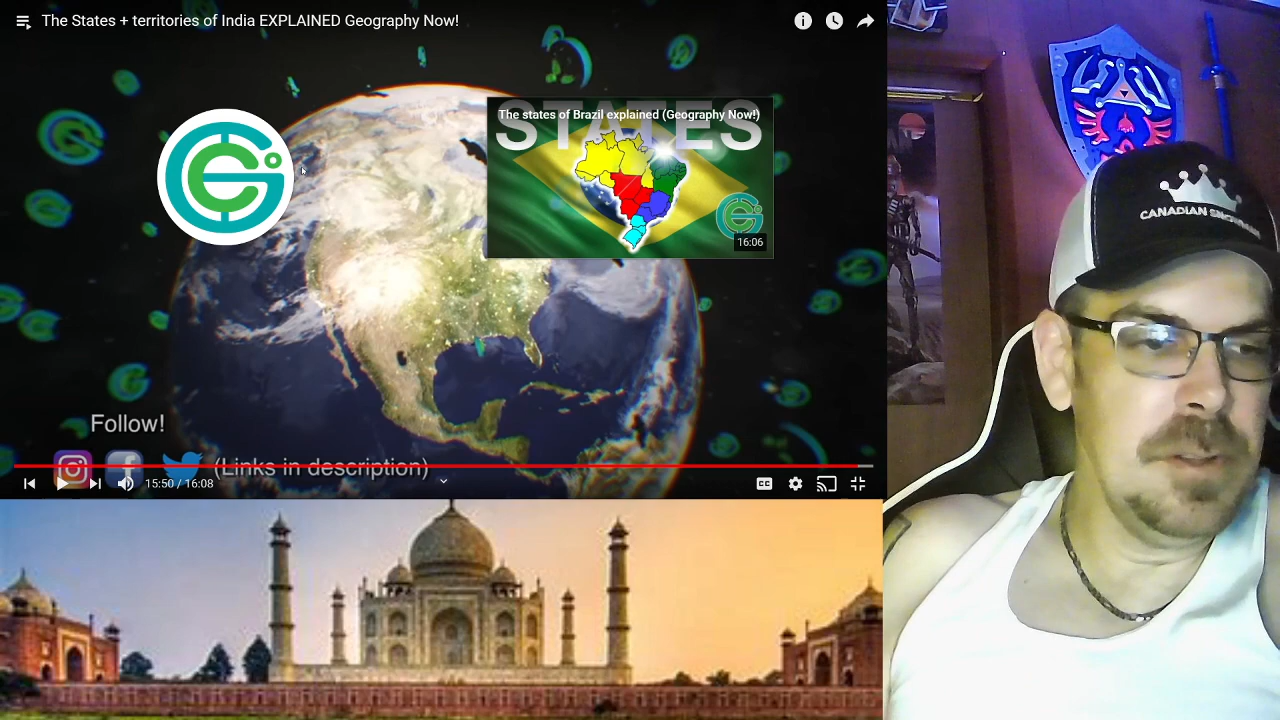 The States + territories of India EXPLAINED Geography Now!
STATES
The states of Brazil explained (Geography Now!)
16:06
CANADIAN
Follow!
(Links in description)
15:50 / 16:08
CC